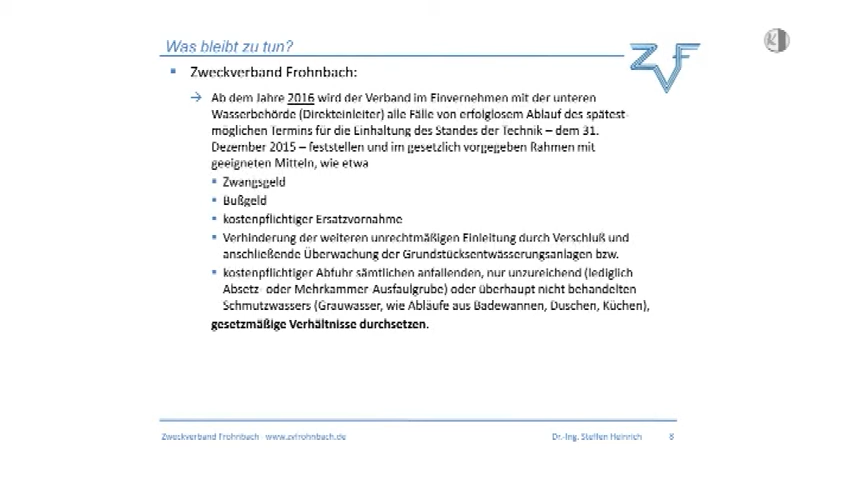 Was bleibt zu tun?
ZVF
▪ Zweckverband Frohnbach:
→ Ab dem Jahre 2016 wird der Verband im Einvernehmen mit der unteren
Wasserbehörde (Direkteinleiter) alle Fälle von erfolglosem Ablauf des spätest-
möglichen Termins für die Einhaltung des Standes der Technik – dem 31.
Dezember 2015 – feststellen und im gesetzlich vorgegeben Rahmen mit
geeigneten Mitteln, wie etwa
▪ Zwangsgeld
▪ Bußgeld
▪ kostenpflichtiger Ersatzvornahme
▪ Verhinderung der weiteren unrechtmäßigen Einleitung durch Verschluß und
anschließende Überwachung der Grundstücksentwässerungsanlagen bzw.
▪ kostenpflichtiger Abfuhr sämtlichen anfallenden, nur unzureichend (lediglich
Absetz- oder Mehrkammer-Ausfaulgrube) oder überhaupt nicht behandelten
Schmutzwassers (Grauwasser, wie Abläufe aus Badewannen, Duschen, Küchen),
gesetzmäßige Verhältnisse durchsetzen.
Zweckverband Frohnbach · www.zvfrohnbach.de
Dr.-Ing. Steffen Heinrich
8